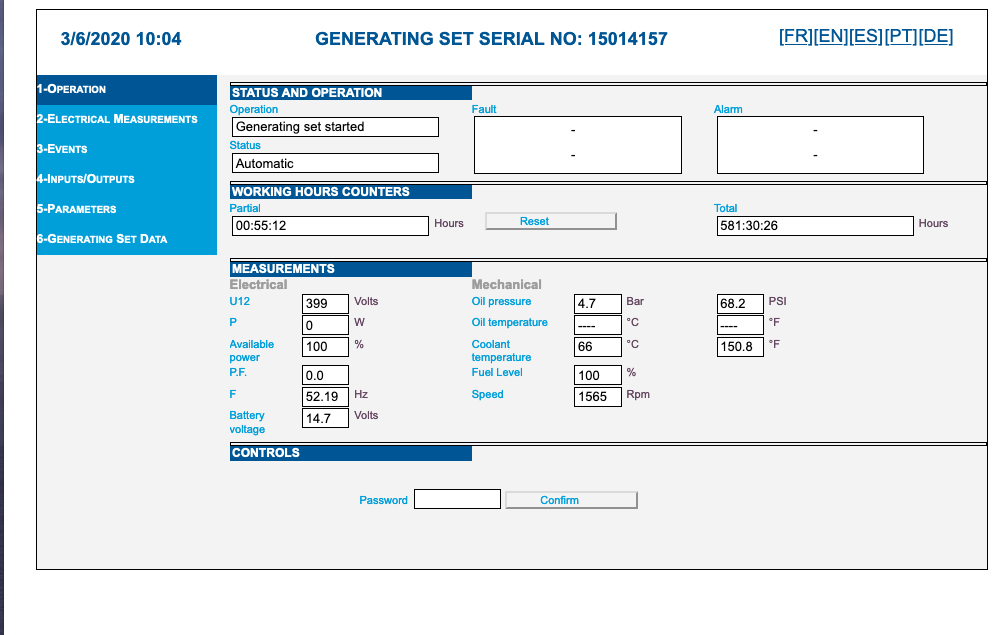 3/6/2020 10:04
GENERATING SET SERIAL NO: 15014157
[FR][EN][ES][PT][DE]
1-Operation
2-Electrical Measurements
3-Events
4-Inputs/Outputs
5-Parameters
6-Generating Set Data
STATUS AND OPERATION
Operation
Generating set started
Status
Automatic
Fault
-
-
Alarm
-
-
WORKING HOURS COUNTERS
Partial
00:55:12 Hours
Reset
Total
581:30:26 Hours
MEASUREMENTS
Electrical
U12 399 Volts
P 0 W
Available power 100 %
P.F. 0.0
F 52.19 Hz
Battery voltage 14.7 Volts
Mechanical
Oil pressure 4.7 Bar 68.2 PSI
Oil temperature ---- °C ---- °F
Coolant temperature 66 °C 150.8 °F
Fuel Level 100 %
Speed 1565 Rpm
CONTROLS
Password
Confirm